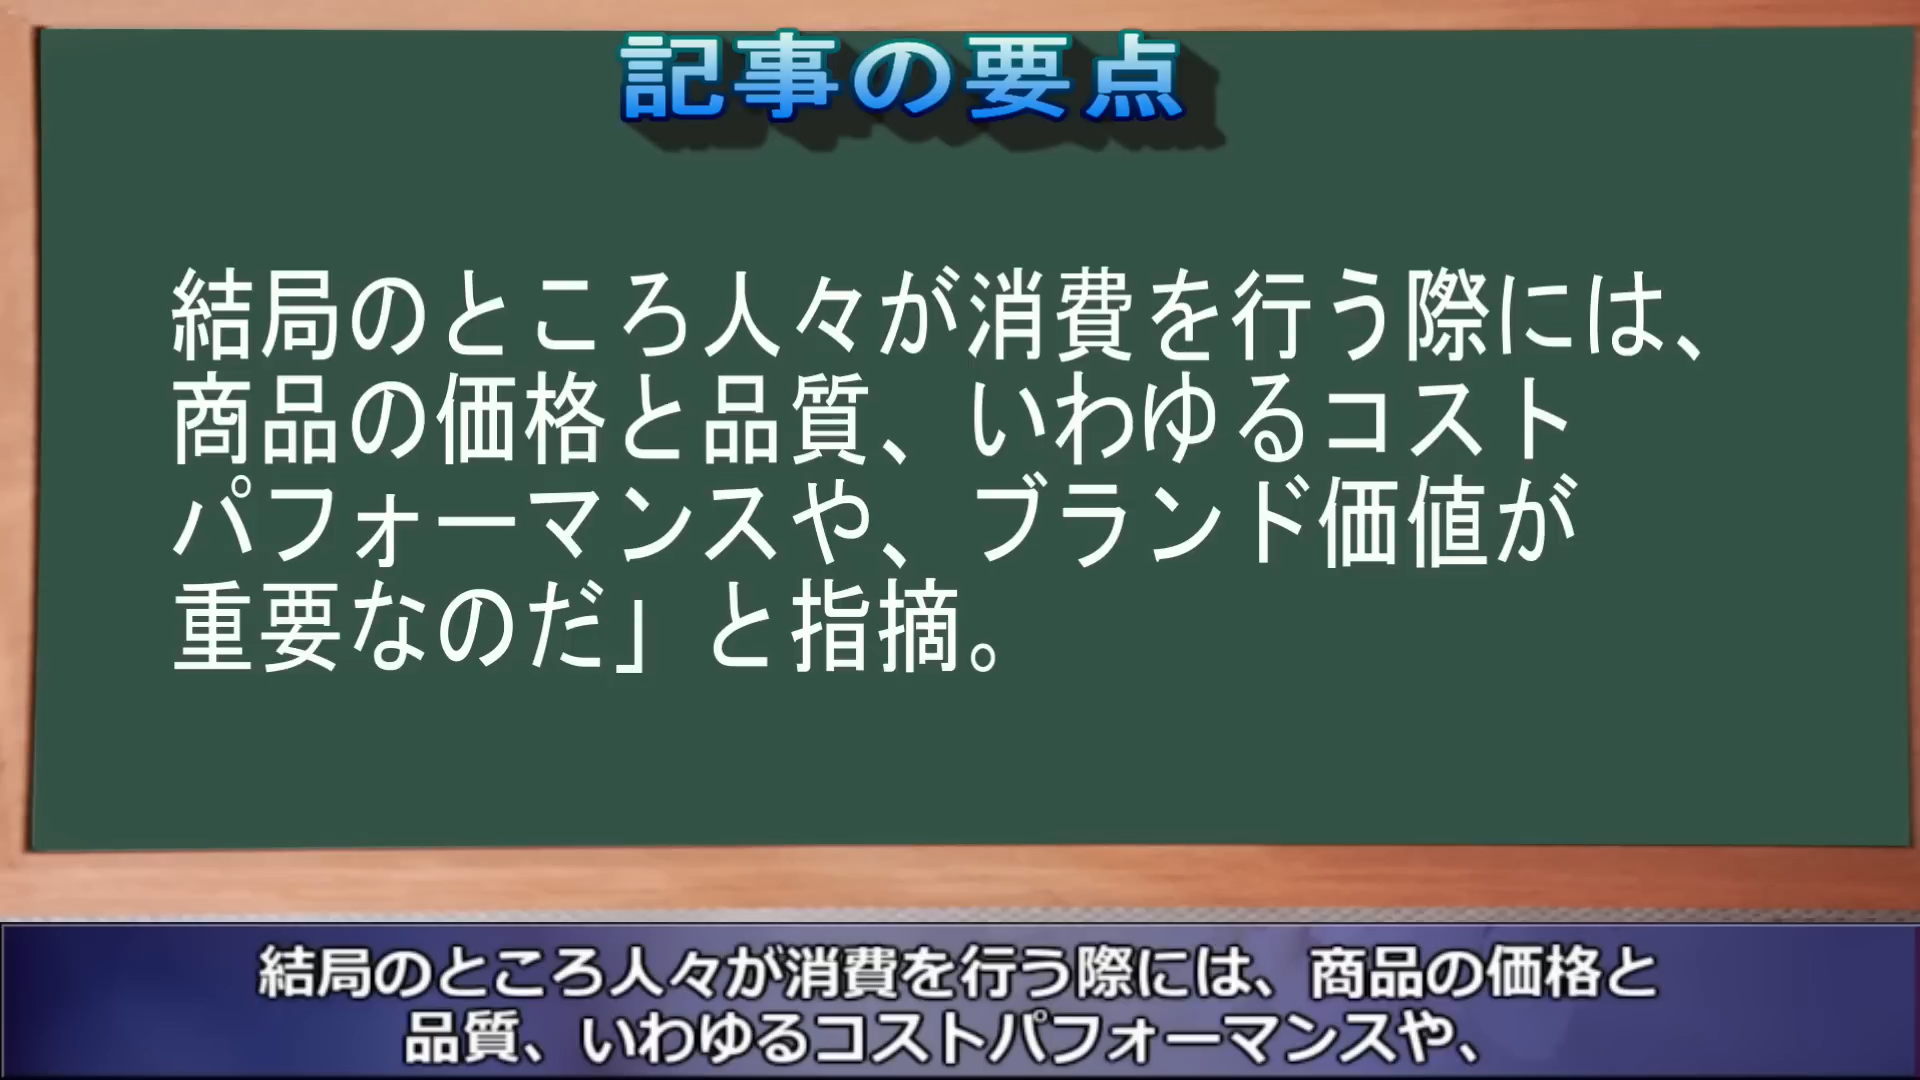 記事の要点
結局のところ人々が消費を行う際には、
商品の価格と品質、いわゆるコスト
パフォーマンスや、ブランド価値が
重要なのだ」と指摘。
結局のところ人々が消費を行う際には、商品の価格と
品質、いわゆるコストパフォーマンスや、